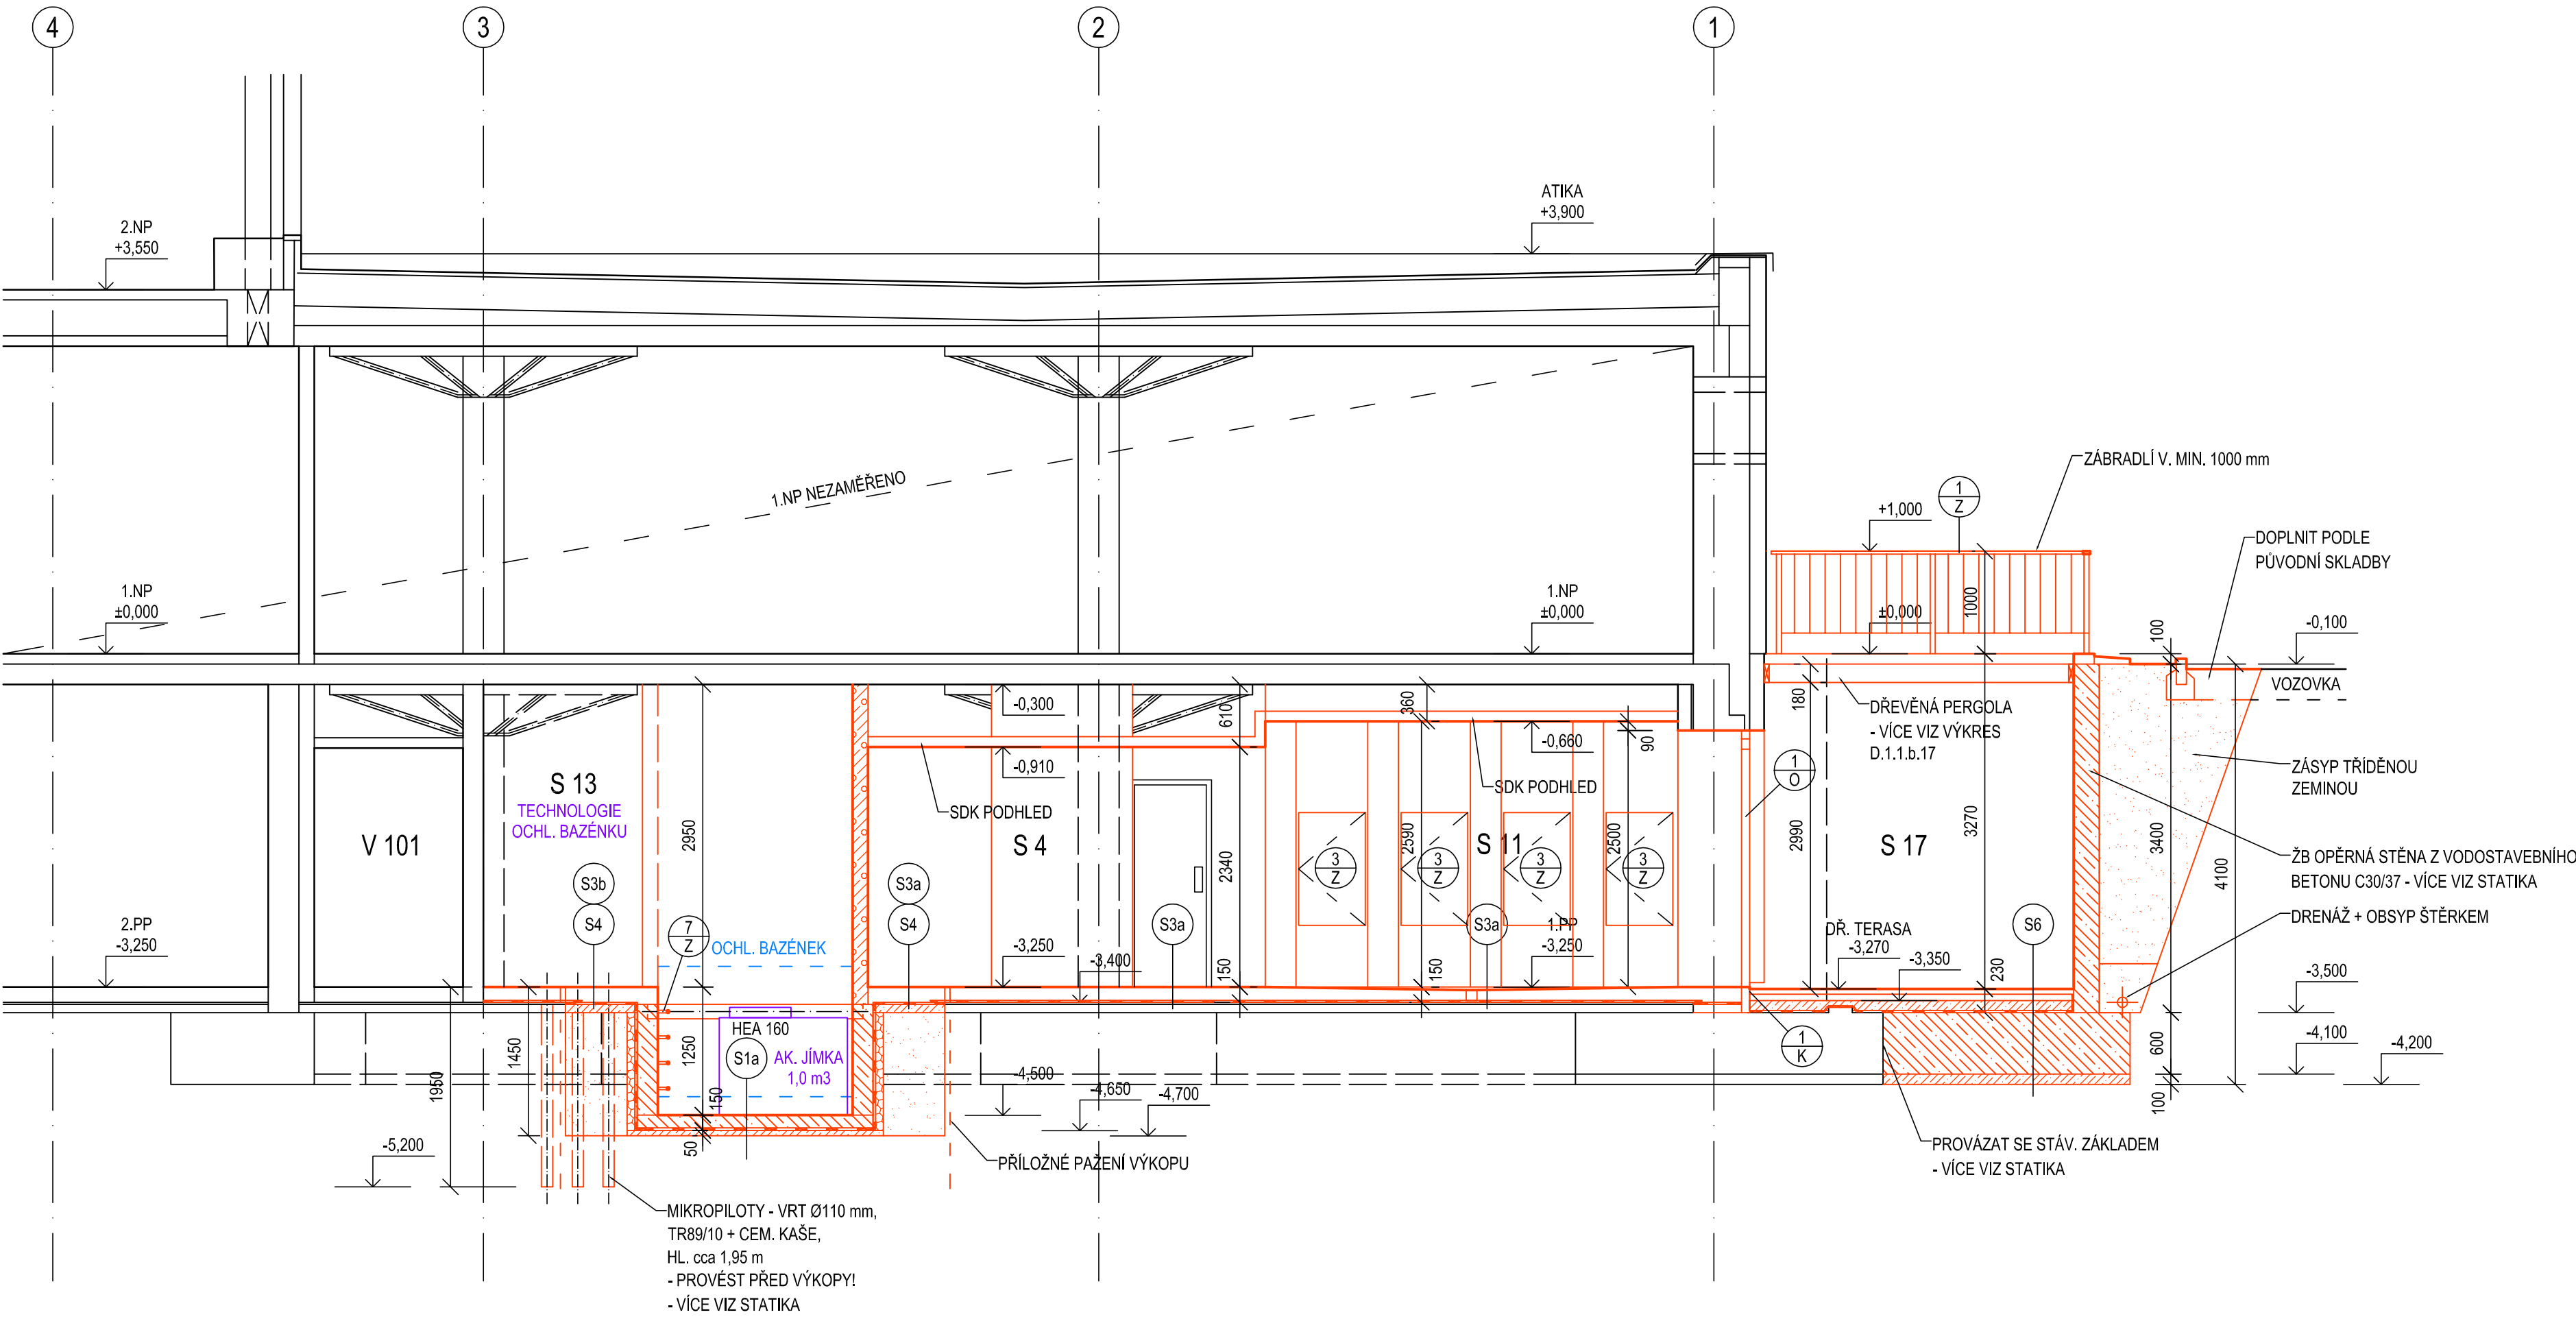 4
3
2
1
ATIKA
+3,900
2.NP
+3,550
1.NP NEZAMĚŘENO
ZÁBRADLÍ V. MIN. 1000 mm
1
Z
+1,000
DOPLNIT PODLE
PŮVODNÍ SKLADBY
1.NP
±0,000
1.NP
±0,000
±0,000
1000
100
-0,100
VOZOVKA
-0,300
610
360
-0,660
90
180
DŘEVĚNÁ PERGOLA
- VÍCE VIZ VÝKRES
D.1.1.b.17
-0,910
SDK PODHLED
SDK PODHLED
1
O
ZÁSYP TŘÍDĚNOU
ZEMINOU
S 13
TECHNOLOGIE
OCHL. BAZÉNKU
V 101
2950
S 4
2340
2590
S 11
2500
2990
S 17
3270
3400
4100
3
Z
3
Z
3
Z
3
Z
ŽB OPĚRNÁ STĚNA Z VODOSTAVEBNÍHO
BETONU C30/37 - VÍCE VIZ STATIKA
S3b
S4
S3a
S4
S3a
S3a
S6
DRENÁŽ + OBSYP ŠTĚRKEM
2.PP
-3,250
7
Z
OCHL. BAZÉNEK
-3,250
-3,400
150
150
1.PP
-3,250
DŘ. TERASA
-3,270
-3,350
230
-3,500
HEA 160
S1a
AK. JÍMKA
1,0 m3
1950
1450
1250
150
50
-4,500
-4,650
-4,700
1
K
600
100
-4,100
-4,200
-5,200
PŘÍLOŽNÉ PAŽENÍ VÝKOPU
PROVÁZAT SE STÁV. ZÁKLADEM
- VÍCE VIZ STATIKA
MIKROPILOTY - VRT Ø110 mm,
TR89/10 + CEM. KAŠE,
HL. cca 1,95 m
- PROVÉST PŘED VÝKOPY!
- VÍCE VIZ STATIKA